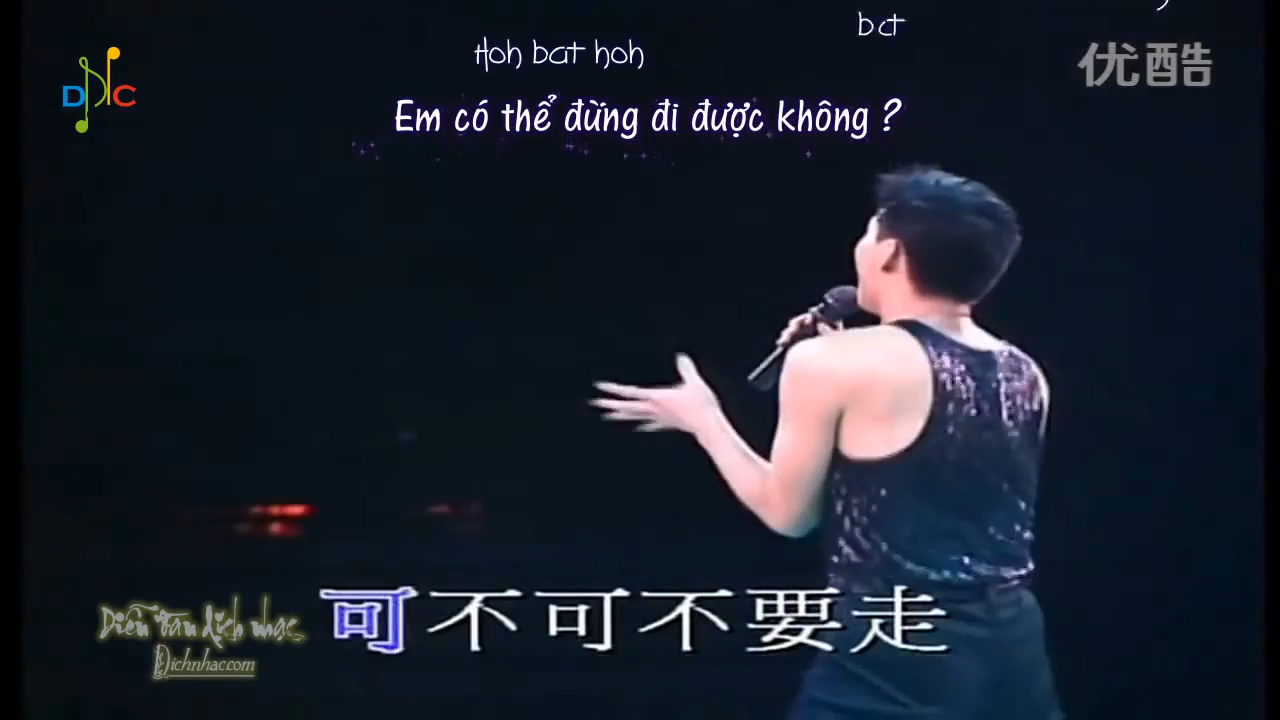 bat
Hoh bat hoh
优酷
DNC
Em có thể đừng đi được không ?
可不可不要走
Diễn đàn dịch nhạc
Dichnhac.com